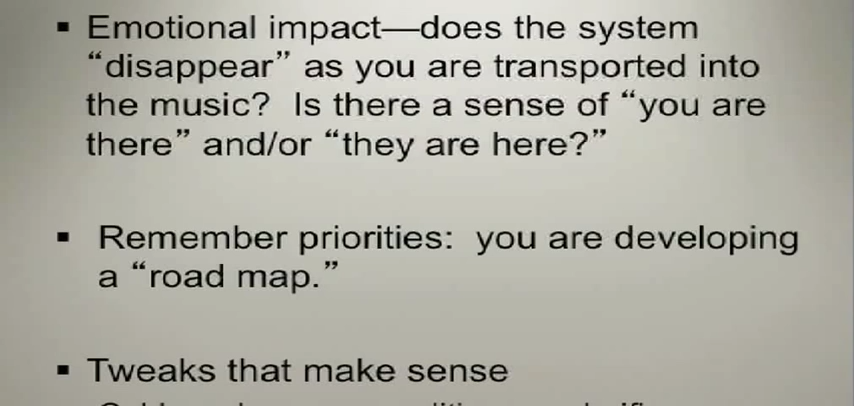 ▪ Emotional impact—does the system
“disappear” as you are transported into
the music?  Is there a sense of “you are
there” and/or “they are here?”
▪ Remember priorities:  you are developing
a “road map.”
▪ Tweaks that make sense